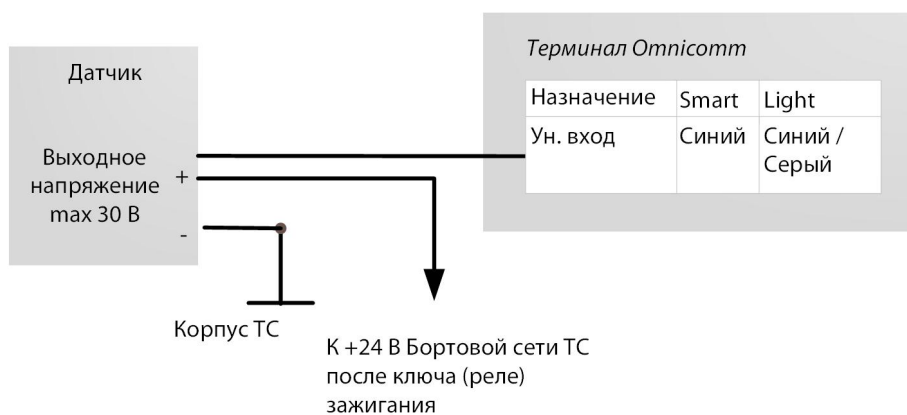 Датчик
Выходное
напряжение
max 30 В
+
-
Терминал Omnicomm
Назначение Smart Light
Ун. вход Синий Синий /
Серый
Корпус ТС
К +24 В Бортовой сети ТС
после ключа (реле)
зажигания